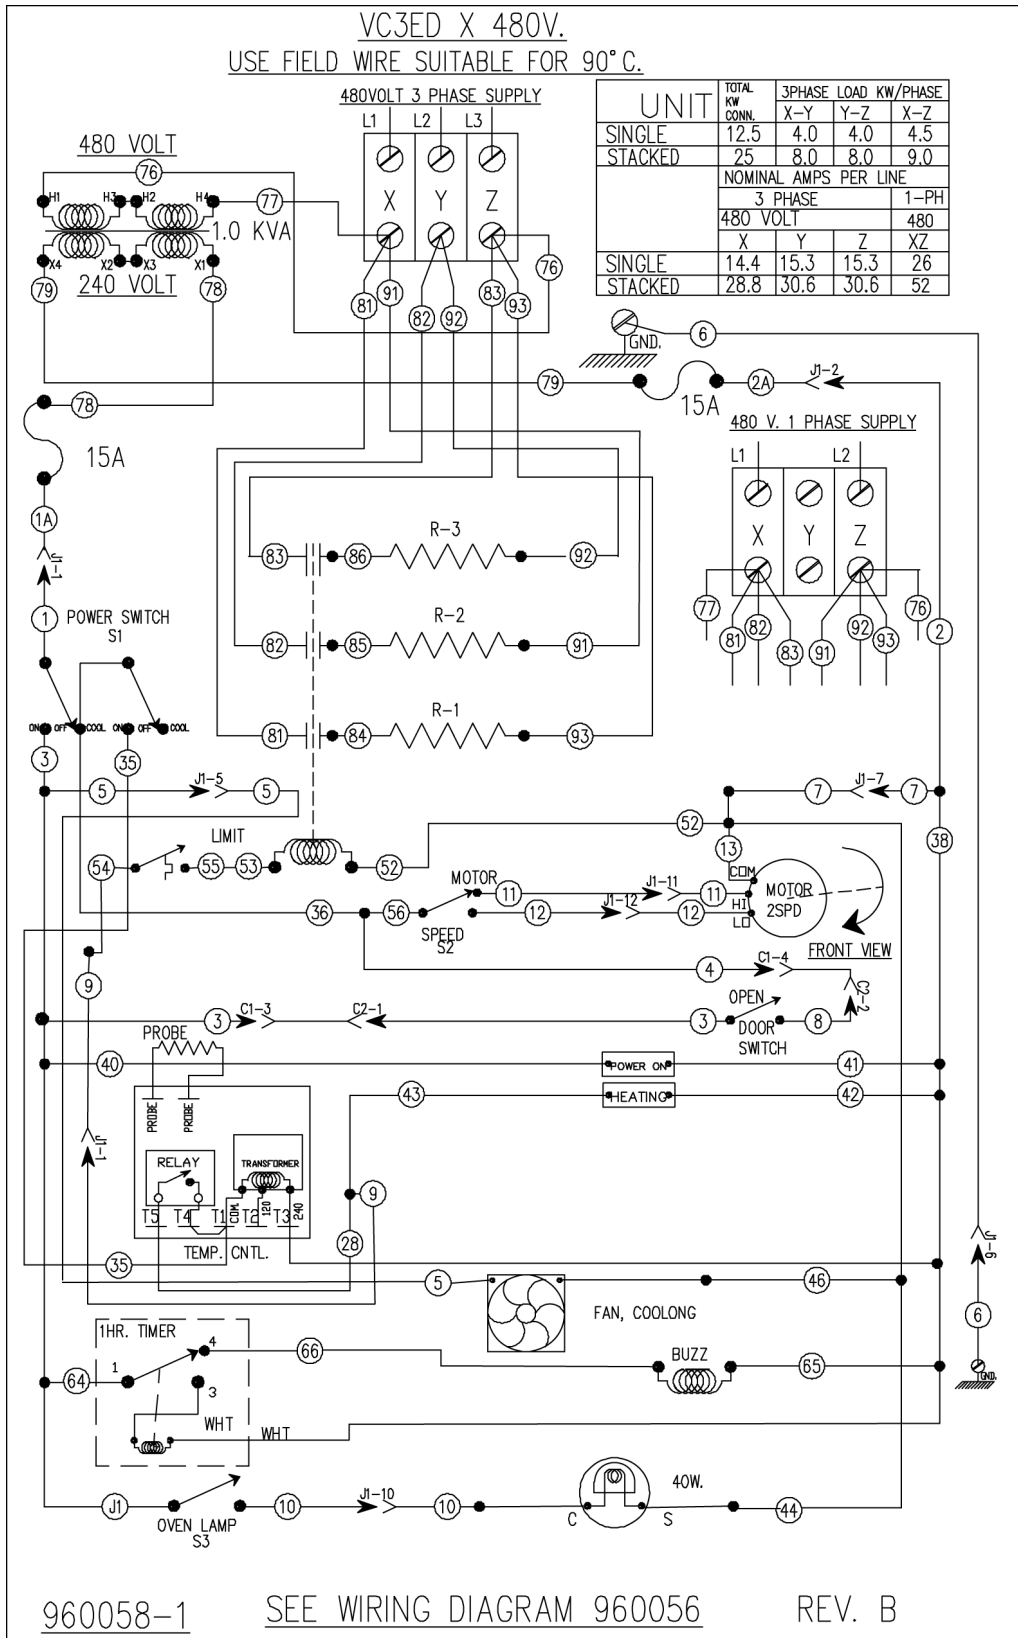 VC3ED X 480V.
USE FIELD WIRE SUITABLE FOR 90°C.
480VOLT 3 PHASE SUPPLY
L1 L2 L3
X Y Z
UNIT TOTAL KW CONN. 3PHASE LOAD KW/PHASE
X-Y Y-Z X-Z
SINGLE 12.5 4.0 4.0 4.5
STACKED 25 8.0 8.0 9.0
NOMINAL AMPS PER LINE
3 PHASE 1-PH
480 VOLT 480
X Y Z XZ
SINGLE 14.4 15.3 15.3 26
STACKED 28.8 30.6 30.6 52
480 VOLT
76
H1 H3 H2 H4
77
1.0 KVA
X4 X2 X3 X1
240 VOLT
79 78
76
81 91 82 92 83 93
GND.
6
79
15A
2A
J1-2
78
15A
1A
J1-1
1
480 V. 1 PHASE SUPPLY
L1 L2
X Y Z
77 76
81 82 83 91 92 93
2
R-3
83 86 92
R-2
82 85 91
R-1
81 84 93
POWER SWITCH
S1
ON OFF COOL ON OFF COOL
3 35
5 J1-5 5
7 J1-7 7
52
38
LIMIT
54 55 53 52
13
COM
MOTOR
11 J1-11 11
HI
MOTOR
2SPD
36 56 12 J1-12 12
LO
SPEED
S2
FRONT VIEW
9
4 C1-4
C2-2
OPEN
3 C1-3 C2-1 3
DOOR
SWITCH
8
PROBE
40 POWER ON 41
43 HEATING 42
PROBE PROBE
J1-1
RELAY TRANSFORMER
COM. 120 240
T5 T4 T1 T2 T3
9
28
TEMP. CNTL.
35
5 46
FAN, COOLONG
J1-6
6
GND.
1HR. TIMER
4
1
66
BUZZ
65
64
3
WHT WHT
J1 10 J1-10 10
OVEN LAMP
S3
40W.
C S
44
960058-1 SEE WIRING DIAGRAM 960056 REV. B